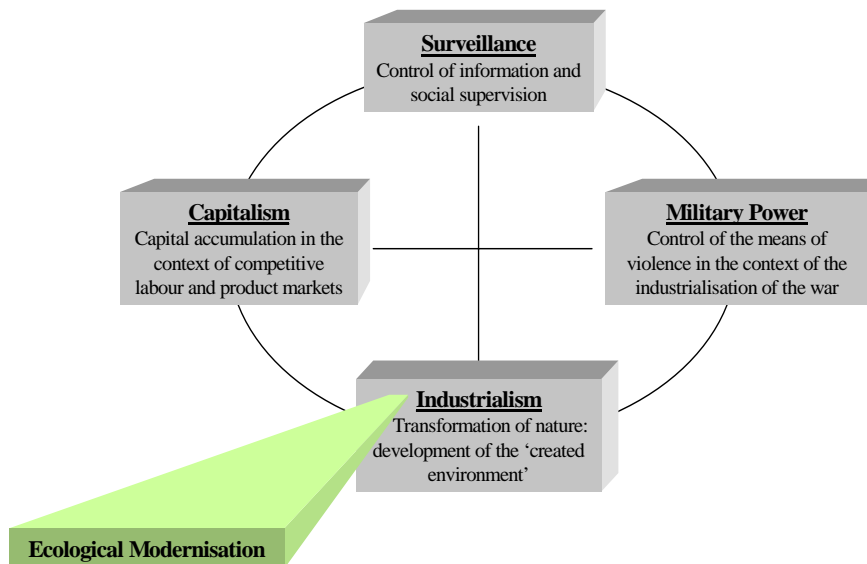 Surveillance
Control of information and
social supervision
Capitalism
Capital accumulation in the
context of competitive
labour and product markets
Military Power
Control of the means of
violence in the context of the
industrialisation of the war
Industrialism
Transformation of nature:
development of the ‘created
environment’
Ecological Modernisation